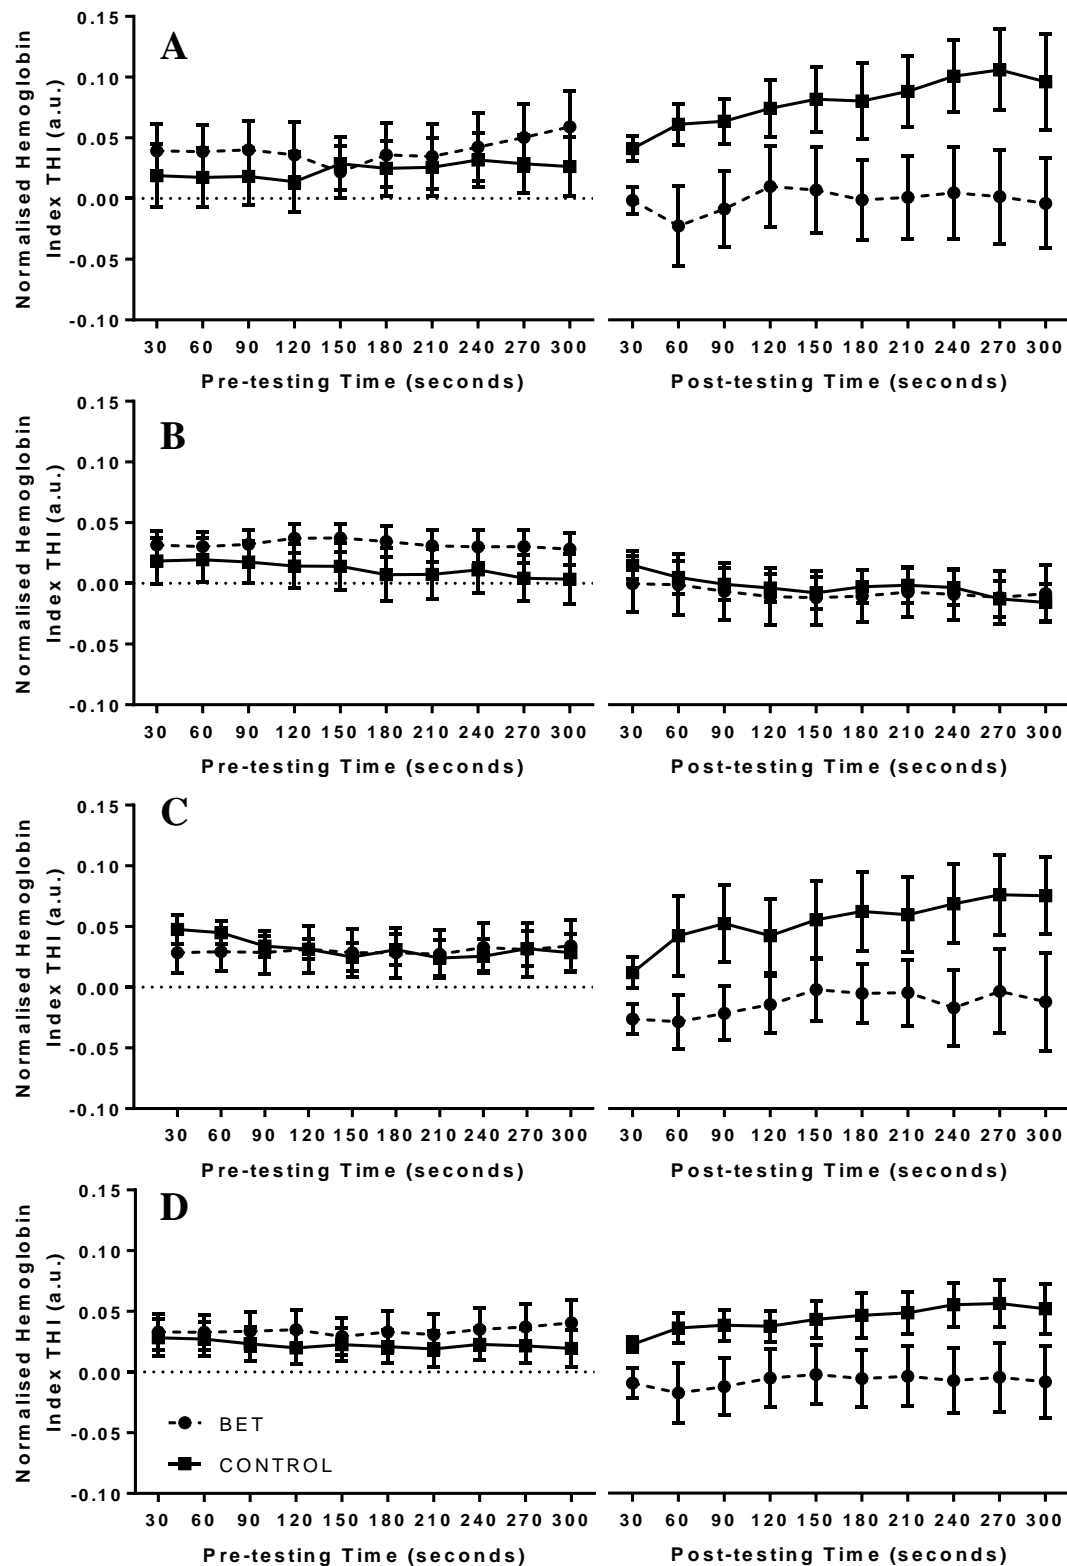 A
Normalised Hemoglobin
Index THI (a.u.)
0.15
0.10
0.05
0.00
-0.05
-0.10
30 60 90 120 150 180 210 240 270 300
30 60 90 120 150 180 210 240 270 300
Pre-testing Time (seconds)
Post-testing Time (seconds)
B
Normalised Hemoglobin
Index THI (a.u.)
0.15
0.10
0.05
0.00
-0.05
-0.10
30 60 90 120 150 180 210 240 270 300
30 60 90 120 150 180 210 240 270 300
Pre-testing Time (seconds)
Post-testing Time (seconds)
C
Normalised Hemoglobin
Index THI (a.u.)
0.15
0.10
0.05
0.00
-0.05
-0.10
30 60 90 120 150 180 210 240 270 300
30 60 90 120 150 180 210 240 270 300
Pre-testing Time (seconds)
Post-testing Time (seconds)
D
Normalised Hemoglobin
Index THI (a.u.)
0.15
0.10
0.05
0.00
-0.05
-0.10
BET
CONTROL
30 60 90 120 150 180 210 240 270 300
30 60 90 120 150 180 210 240 270 300
Pre-testing Time (seconds)
Post-testing Time (seconds)